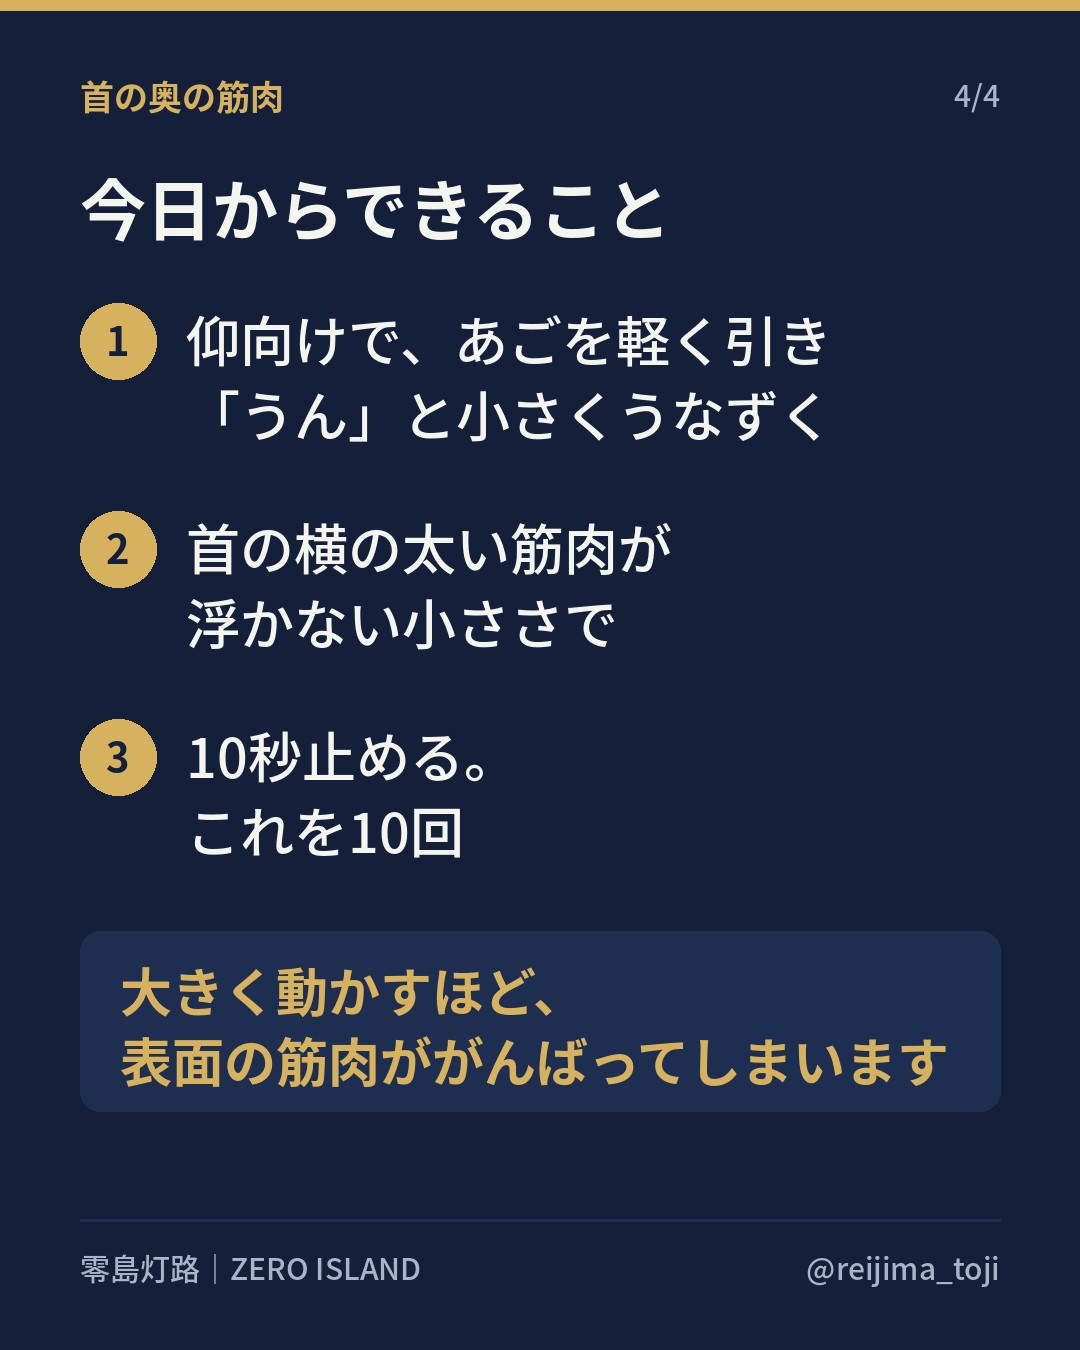 首の奥の筋肉
4/4
今日からできること
1
仰向けで、あごを軽く引き
「うん」と小さくうなずく
2
首の横の太い筋肉が
浮かない小ささで
3
10秒止める。
これを10回
大きく動かすほど、
表面の筋肉ががんばってしまいます
零島灯路｜ZERO ISLAND
@reijima_toji